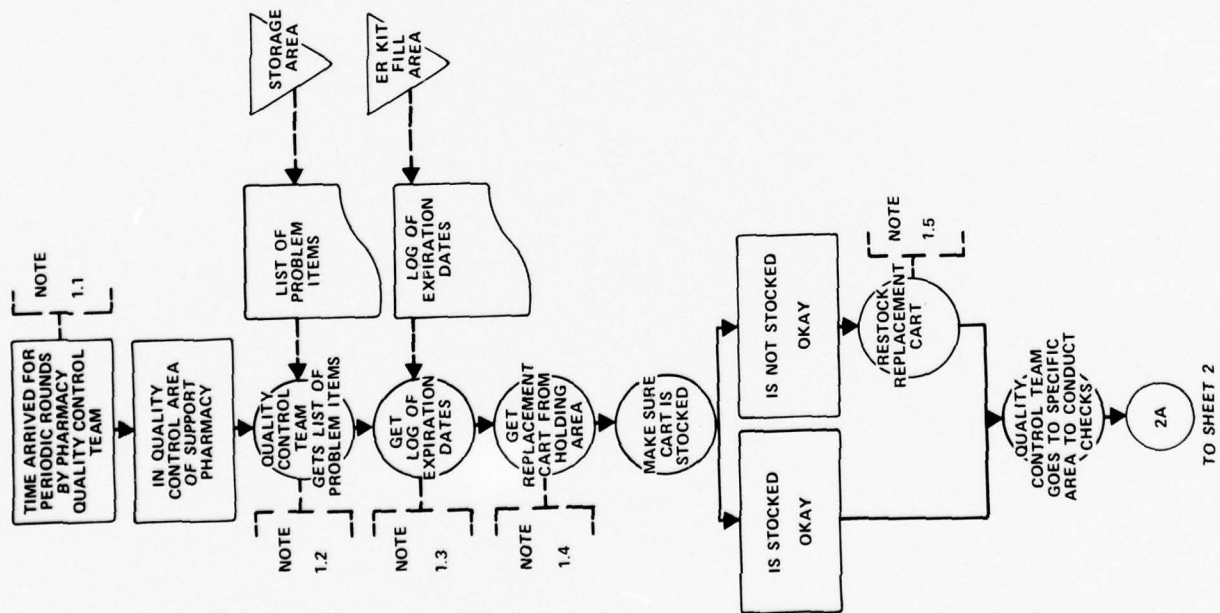 TIME ARRIVED FOR
PERIODIC ROUNDS
BY PHARMACY
QUALITY CONTROL
TEAM
NOTE
1.1
IN QUALITY
CONTROL AREA
OF SUPPORT
PHARMACY
QUALITY
CONTROL
TEAM
GETS LIST OF
PROBLEM ITEMS
NOTE
1.2
LIST OF
PROBLEM
ITEMS
STORAGE
AREA
GET
LOG OF
EXPIRATION
DATES
NOTE
1.3
LOG OF
EXPIRATION
DATES
ER KIT
FILL
AREA
GET
REPLACEMENT
CART FROM
HOLDING
AREA
NOTE
1.4
MAKE SURE
CART IS
STOCKED
IS STOCKED
OKAY
IS NOT STOCKED
OKAY
RESTOCK
REPLACEMENT
CART
NOTE
1.5
QUALITY
CONTROL TEAM
GOES TO SPECIFIC
AREA TO CONDUCT
CHECKS
2A
TO SHEET 2